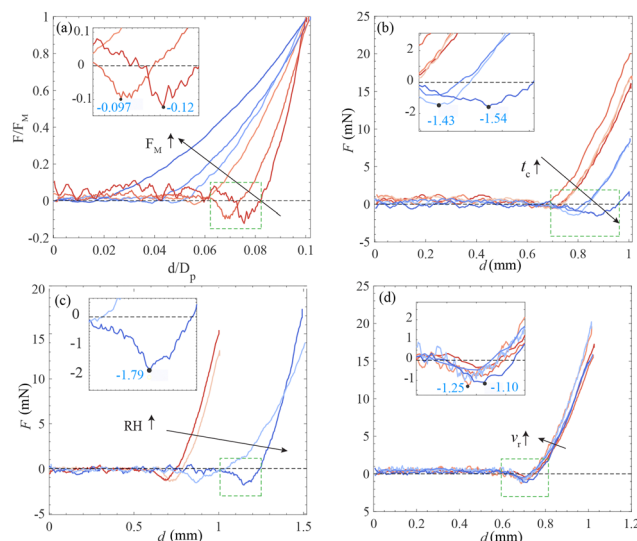 (a)
1
0.8
0.6
0.4
0.2
0
-0.2
F/F_M
0.1
0
-0.1
-0.097
-0.12
F_M ↑
0 0.02 0.04 0.06 0.08 0.1
d/D_p
(b)
25
20
15
10
5
0
-5
F (mN)
2
0
-2
-1.43
-1.54
t_c ↑
0 0.2 0.4 0.6 0.8 1
d (mm)
(c)
20
15
10
5
0
-5
F (mN)
0
-1
-2
-1.79
RH ↑
0 0.5 1 1.5
d (mm)
(d)
25
20
15
10
5
0
-5
2
1
0
-1
-1.25
-1.10
v_r ↑
0 0.2 0.4 0.6 0.8 1 1.2
d (mm)